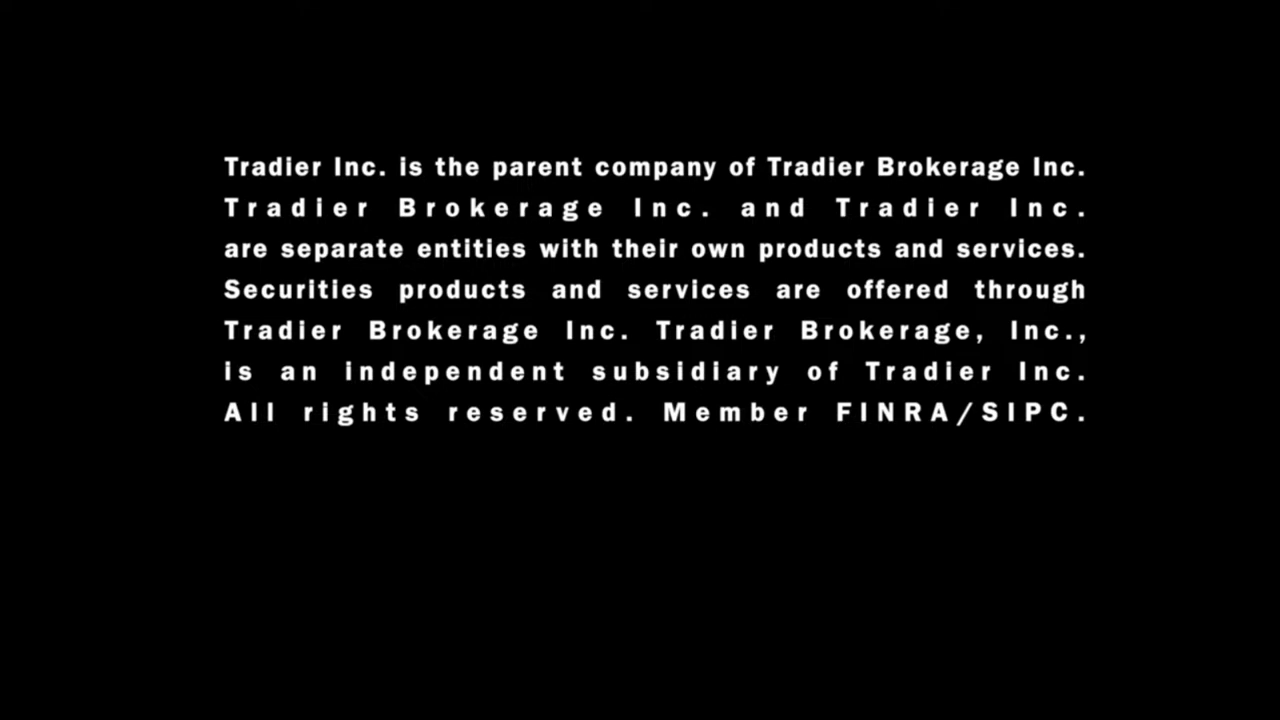 Tradier Inc. is the parent company of Tradier Brokerage Inc.
Tradier Brokerage Inc. and Tradier Inc.
are separate entities with their own products and services.
Securities products and services are offered through
Tradier Brokerage Inc. Tradier Brokerage, Inc.,
is an independent subsidiary of Tradier Inc.
All rights reserved. Member FINRA/SIPC.